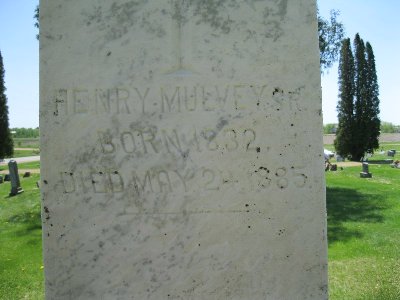 HENRY MULVEY SR.
BORN 1832
DIED MAY 24, 1885